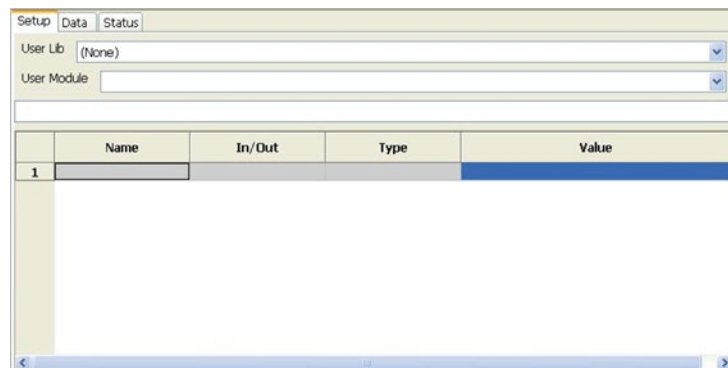 Setup Data Status
User Lib (None)
User Module
Name In/Out Type Value
1